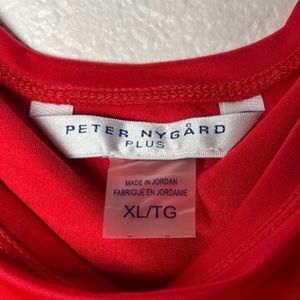 PETER NYGÅRD
PLUS
MADE IN JORDAN
FABRIQUÉ EN JORDANIE
XL/TG